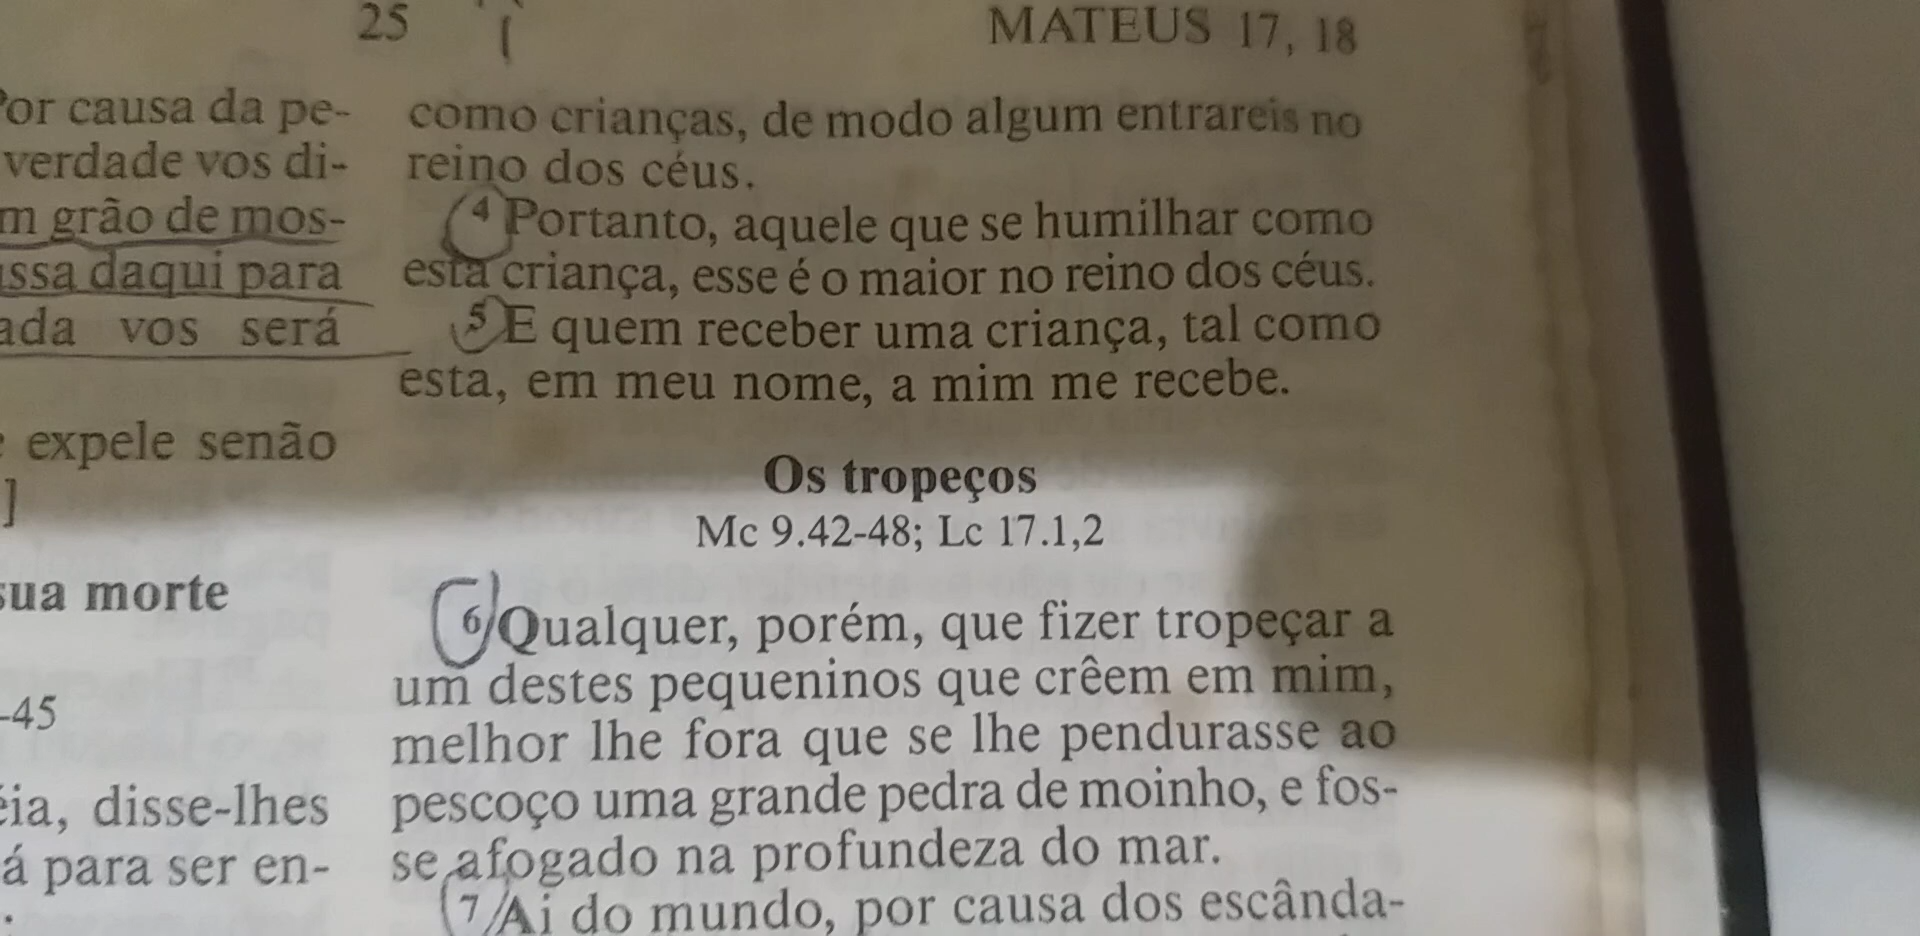 25
MATEUS 17, 18
Por causa da pe-
verdade vos di-
m grão de mos-
ssa daqui para
ada vos será
expele senão
]
sua morte
-45
éia, disse-lhes
á para ser en-
como crianças, de modo algum entrareis no
reino dos céus.
4 Portanto, aquele que se humilhar como
esta criança, esse é o maior no reino dos céus.
5 E quem receber uma criança, tal como
esta, em meu nome, a mim me recebe.
Os tropeços
Mc 9.42-48; Lc 17.1,2
6 Qualquer, porém, que fizer tropeçar a
um destes pequeninos que crêem em mim,
melhor lhe fora que se lhe pendurasse ao
pescoço uma grande pedra de moinho, e fos-
se afogado na profundeza do mar.
7 Ai do mundo, por causa dos escânda-